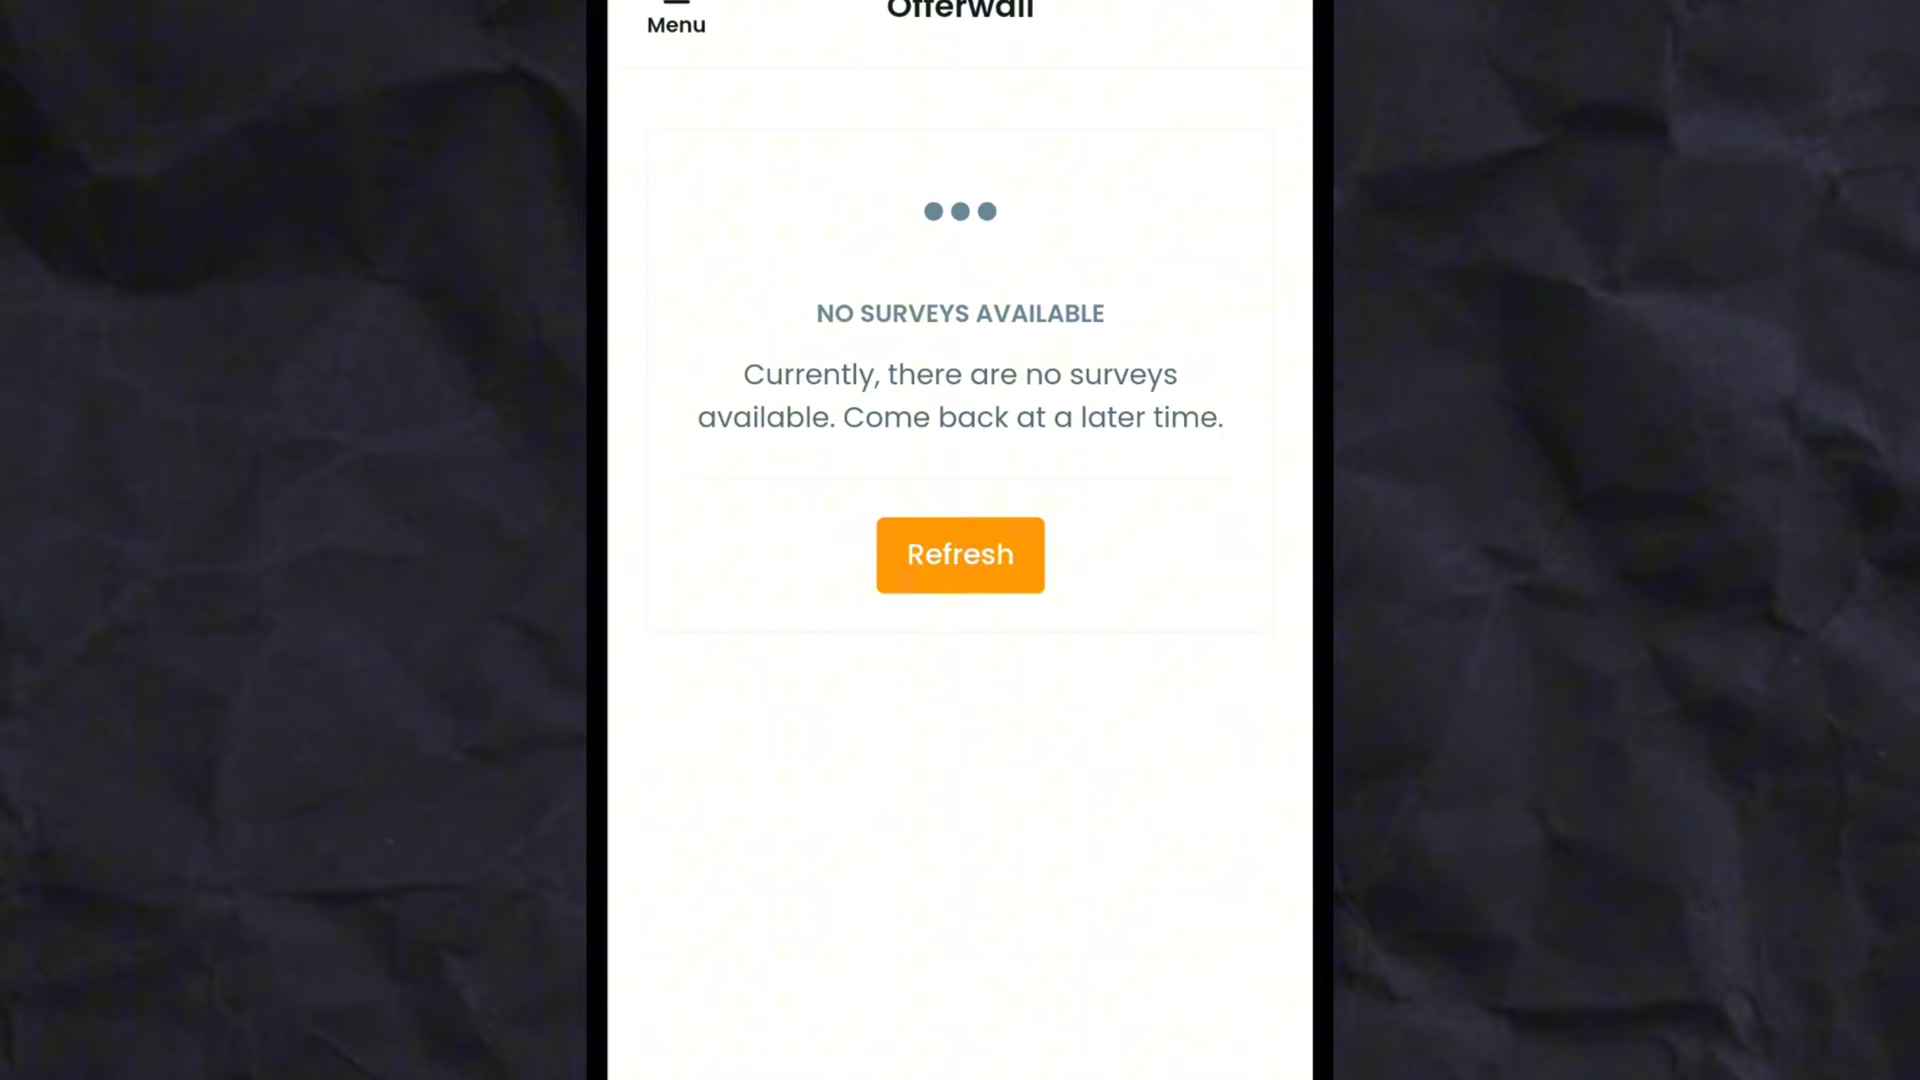 Offerwall
Menu
NO SURVEYS AVAILABLE
Currently, there are no surveys
available. Come back at a later time.
Refresh